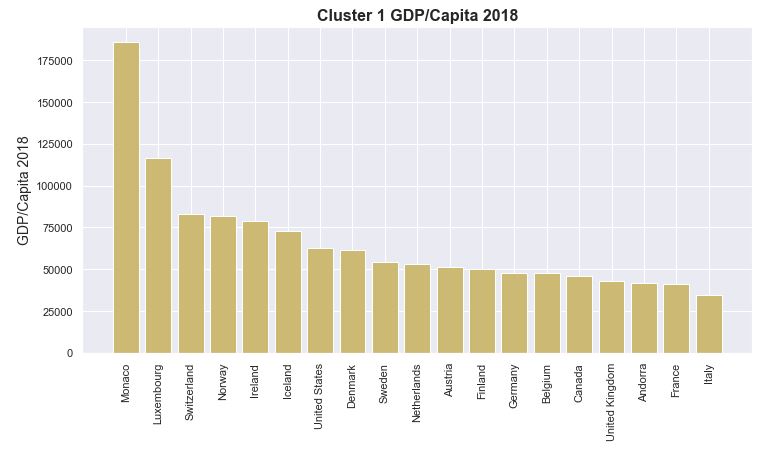 Cluster 1 GDP/Capita 2018
GDP/Capita 2018
175000
150000
125000
100000
75000
50000
25000
0
Monaco
Luxembourg
Switzerland
Norway
Ireland
Iceland
United States
Denmark
Sweden
Netherlands
Austria
Finland
Germany
Belgium
Canada
United Kingdom
Andorra
France
Italy